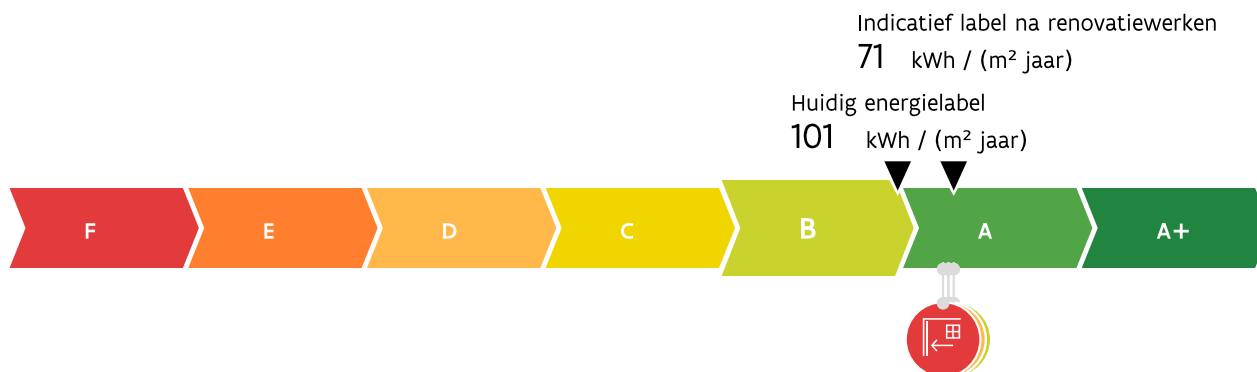 Indicatief label na renovatiewerken
71 kWh / (m² jaar)
Huidig energielabel
101 kWh / (m² jaar)
F E D C B A A+